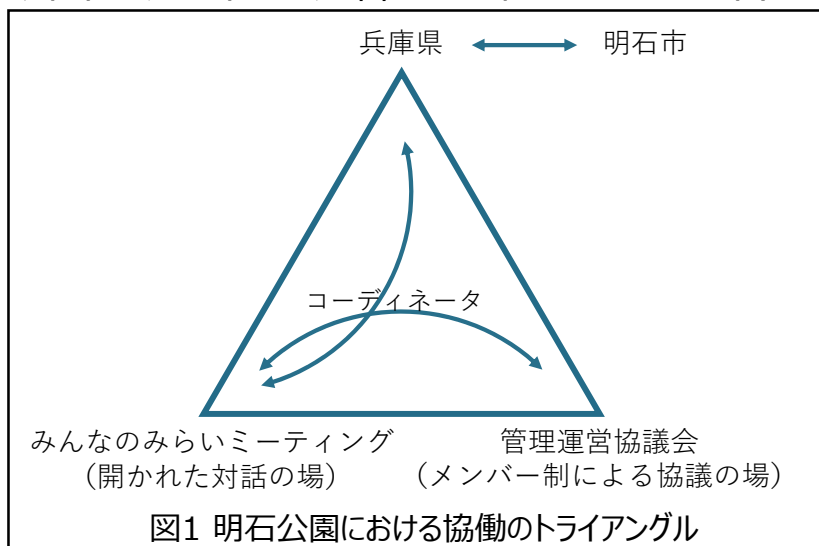 兵庫県 明石市
コーディネータ
みんなのみらいミーティング 管理運営協議会
(開かれた対話の場) (メンバー制による協議の場)
図1 明石公園における協働のトライアングル